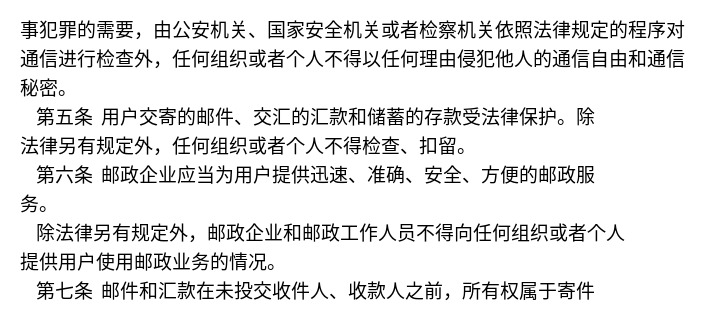 事犯罪的需要，由公安机关、国家安全机关或者检察机关依照法律规定的程序对
通信进行检查外，任何组织或者个人不得以任何理由侵犯他人的通信自由和通信
秘密。
第五条 用户交寄的邮件、交汇的汇款和储蓄的存款受法律保护。除
法律另有规定外，任何组织或者个人不得检查、扣留。
第六条 邮政企业应当为用户提供迅速、准确、安全、方便的邮政服
务。
除法律另有规定外，邮政企业和邮政工作人员不得向任何组织或者个人
提供用户使用邮政业务的情况。
第七条 邮件和汇款在未投交收件人、收款人之前，所有权属于寄件